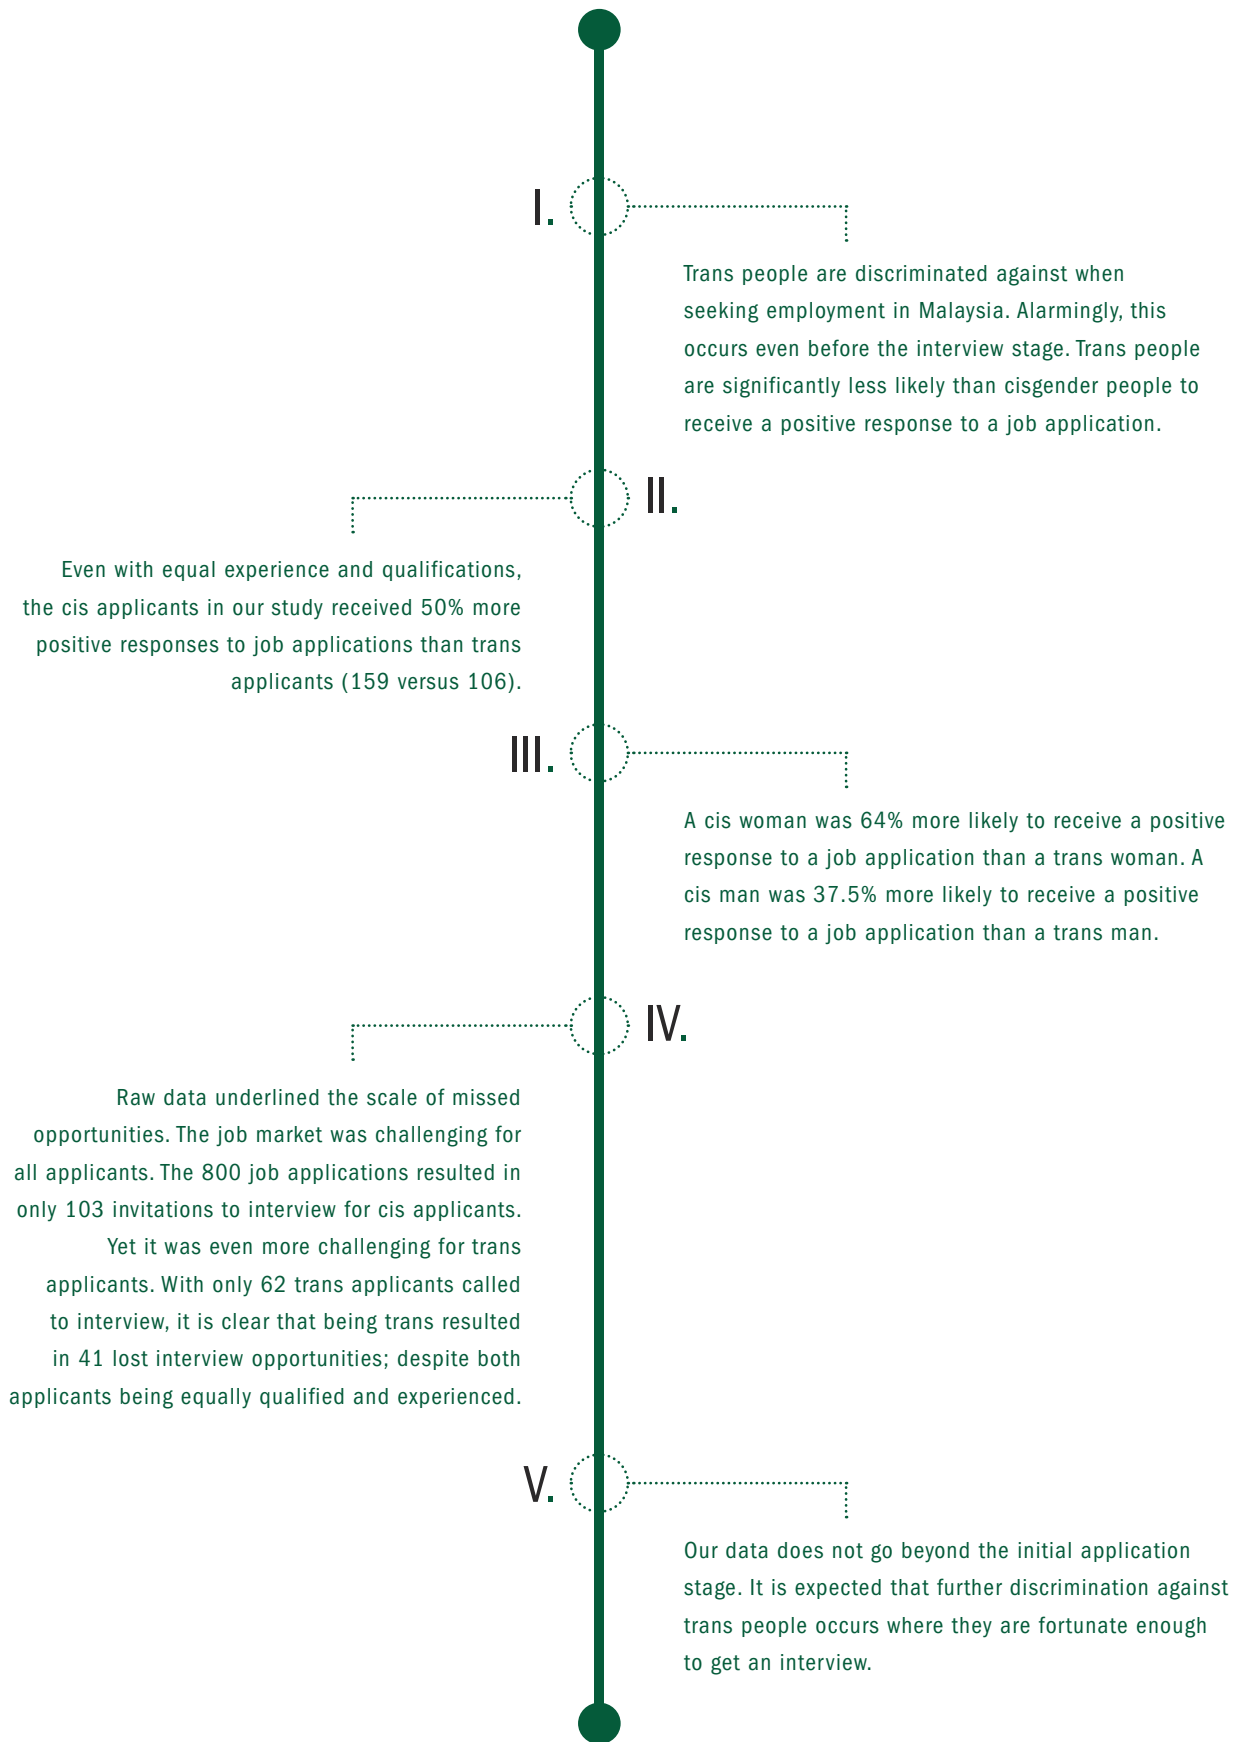 I.
Trans people are discriminated against when
seeking employment in Malaysia. Alarmingly, this
occurs even before the interview stage. Trans people
are significantly less likely than cisgender people to
receive a positive response to a job application.
II.
Even with equal experience and qualifications,
the cis applicants in our study received 50% more
positive responses to job applications than trans
applicants (159 versus 106).
III.
A cis woman was 64% more likely to receive a positive
response to a job application than a trans woman. A
cis man was 37.5% more likely to receive a positive
response to a job application than a trans man.
IV.
Raw data underlined the scale of missed
opportunities. The job market was challenging for
all applicants. The 800 job applications resulted in
only 103 invitations to interview for cis applicants.
Yet it was even more challenging for trans
applicants. With only 62 trans applicants called
to interview, it is clear that being trans resulted
in 41 lost interview opportunities; despite both
applicants being equally qualified and experienced.
V.
Our data does not go beyond the initial application
stage. It is expected that further discrimination against
trans people occurs where they are fortunate enough
to get an interview.